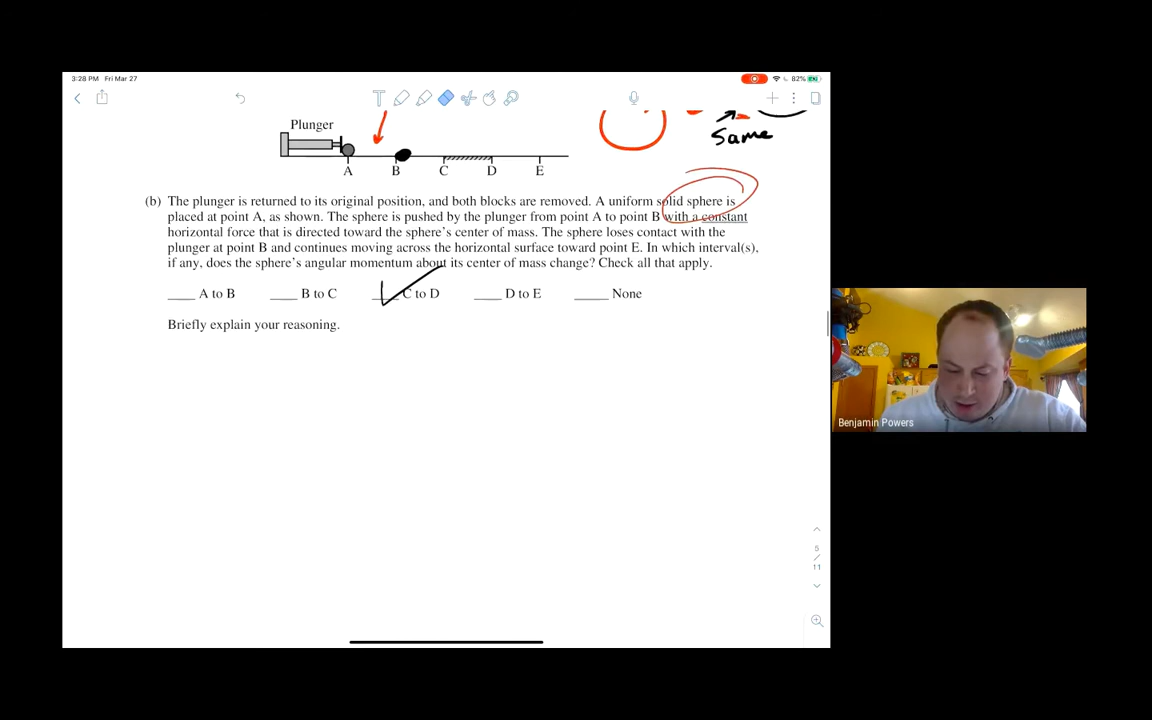 3:28 PM Fri Mar 27
82%
T
Plunger
Same
A B C D E
(b) The plunger is returned to its original position, and both blocks are removed. A uniform solid sphere is
placed at point A, as shown. The sphere is pushed by the plunger from point A to point B with a constant
horizontal force that is directed toward the sphere's center of mass. The sphere loses contact with the
plunger at point B and continues moving across the horizontal surface toward point E. In which interval(s),
if any, does the sphere's angular momentum about its center of mass change? Check all that apply.
____ A to B ____ B to C ____ C to D ____ D to E ____ None
Briefly explain your reasoning.
Benjamin Powers
5
/
11